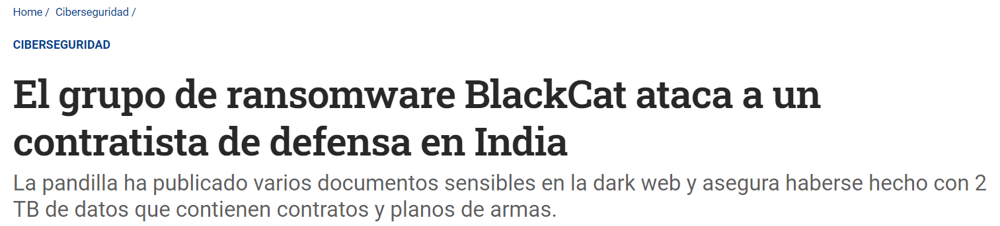 Home / Ciberseguridad /
CIBERSEGURIDAD
El grupo de ransomware BlackCat ataca a un
contratista de defensa en India
La pandilla ha publicado varios documentos sensibles en la dark web y asegura haberse hecho con 2
TB de datos que contienen contratos y planos de armas.